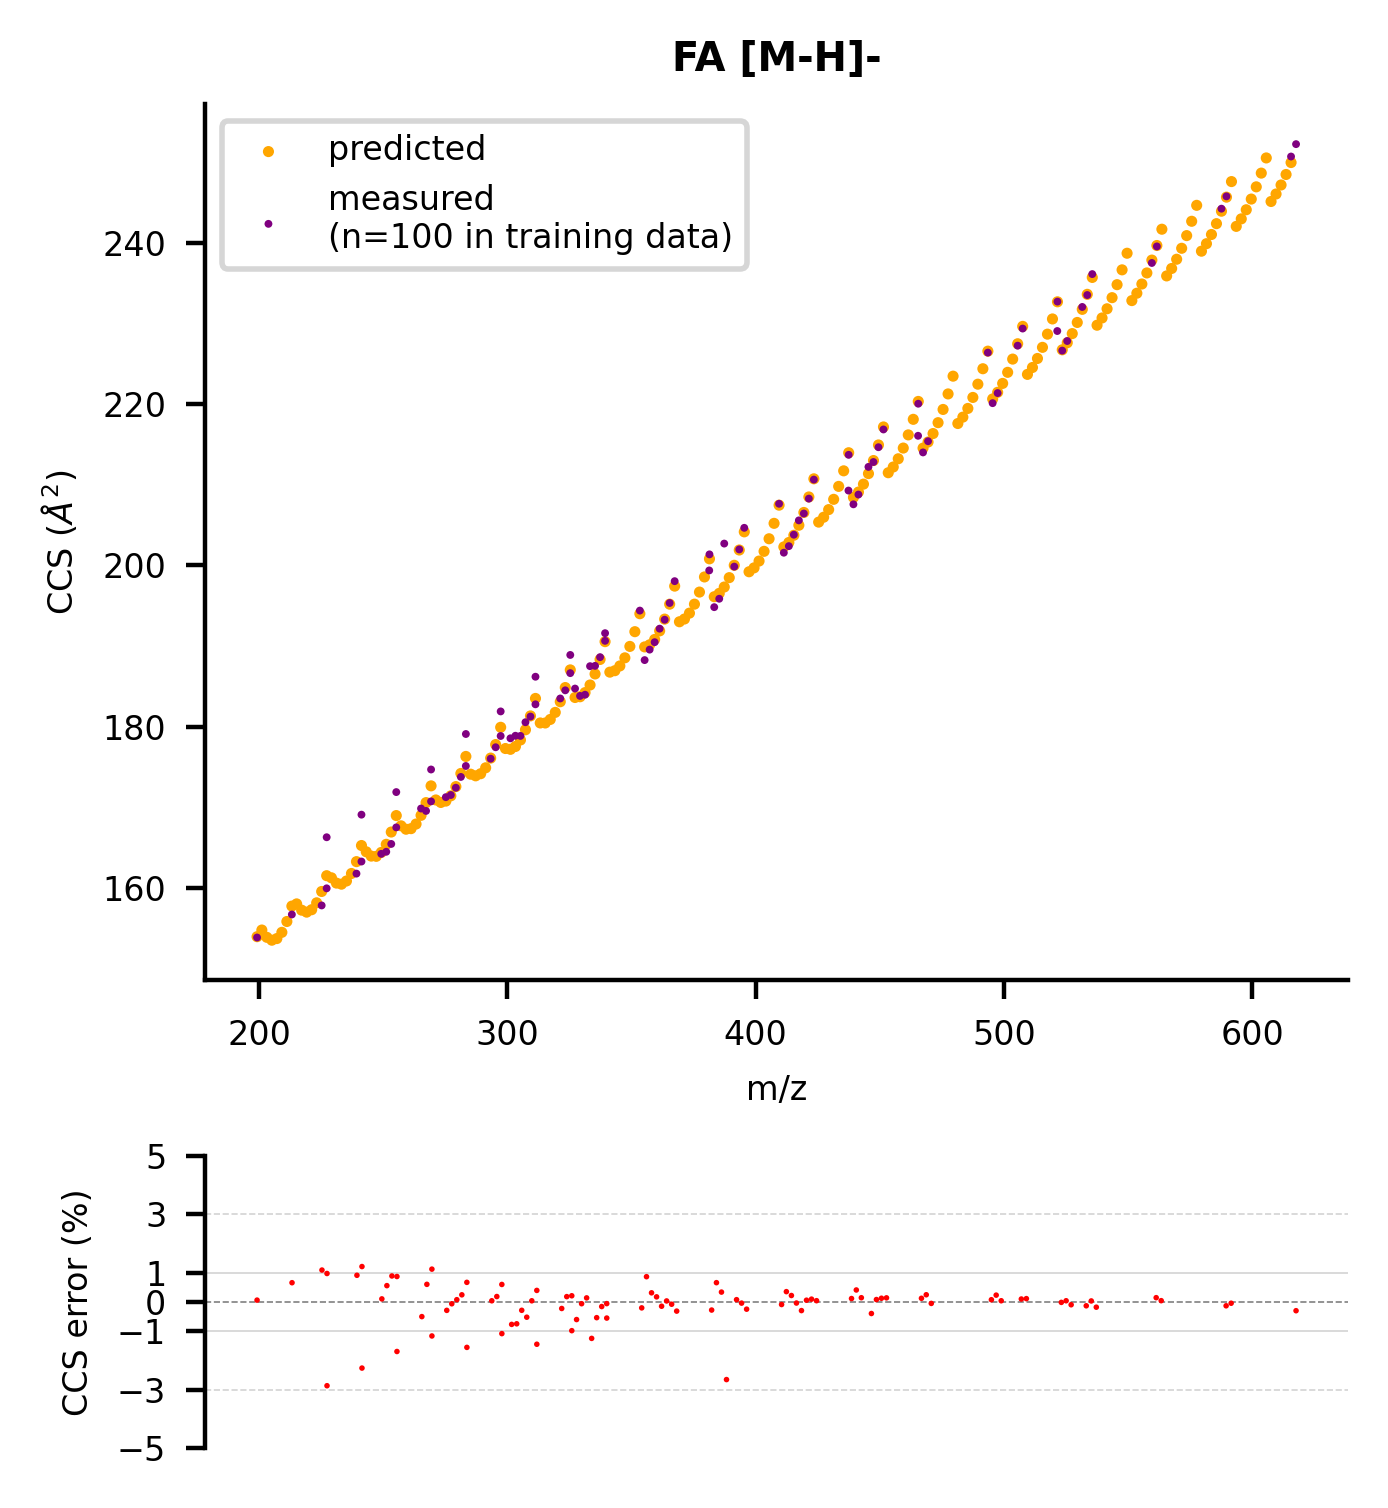 FA [M-H]-
predicted
measured
(n=100 in training data)
CCS (Å²)
240
220
200
180
160
200
300
400
500
600
m/z
CCS error (%)
5
3
1
0
−1
−3
−5